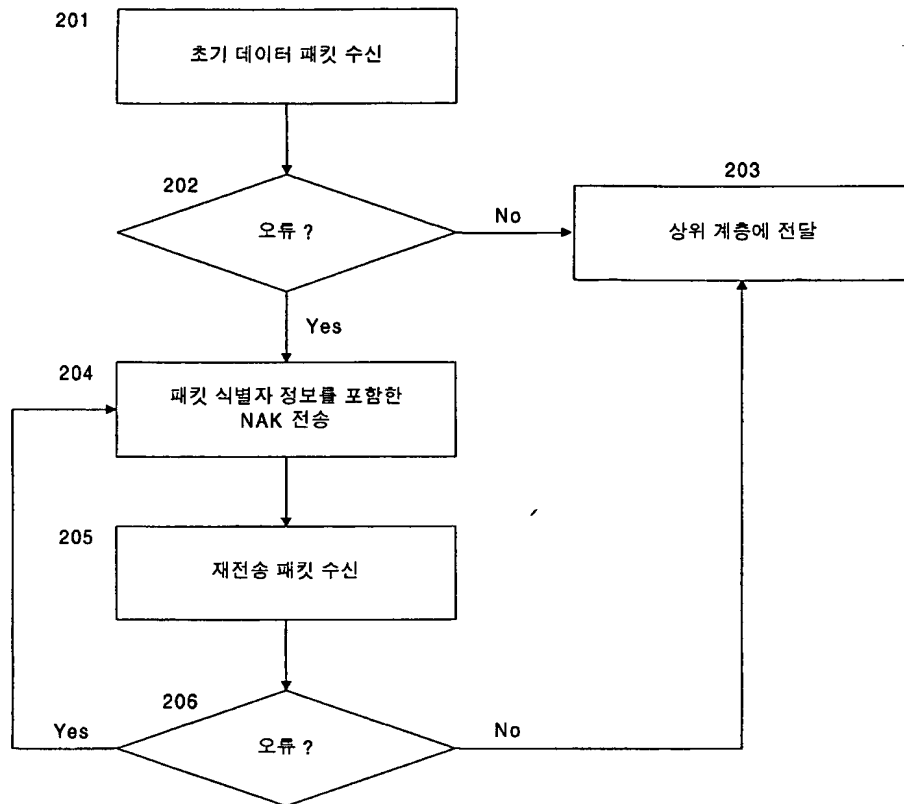 201
초기 데이터 패킷 수신
202
오류 ?
No
203
상위 계층에 전달
Yes
204
패킷 식별자 정보를 포함한
NAK 전송
205
재전송 패킷 수신
206
오류 ?
Yes
No